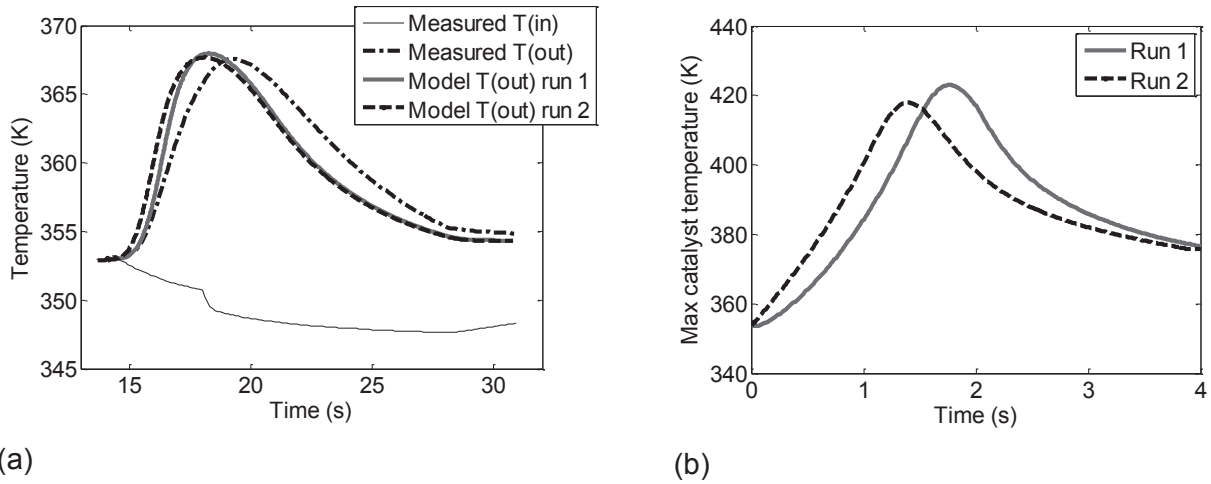 370
365
360
355
350
345
Temperature (K)
15
20
25
30
Time (s)
Measured T(in)
Measured T(out)
Model T(out) run 1
Model T(out) run 2
(a)
440
420
400
380
360
340
Max catalyst temperature (K)
0
1
2
3
4
Time (s)
Run 1
Run 2
(b)